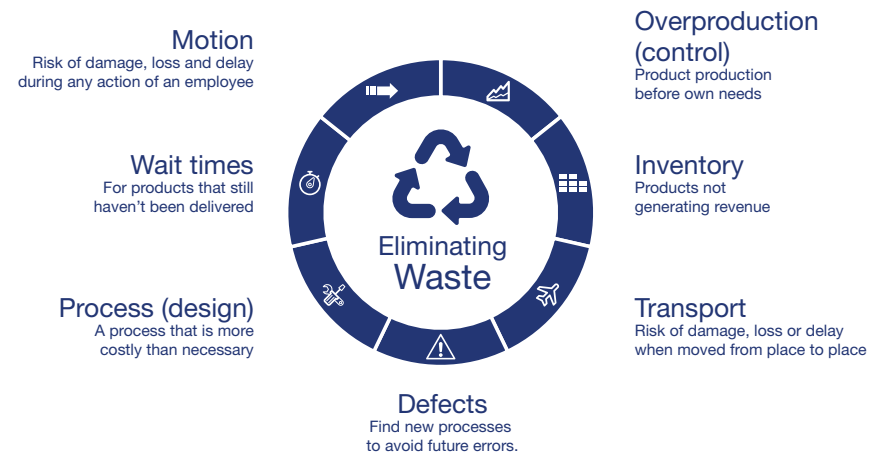 Motion
Risk of damage, loss and delay
during any action of an employee
Overproduction
(control)
Product production
before own needs
Wait times
For products that still
haven't been delivered
Inventory
Products not
generating revenue
Eliminating
Waste
Process (design)
A process that is more
costly than necessary
Transport
Risk of damage, loss or delay
when moved from place to place
Defects
Find new processes
to avoid future errors.